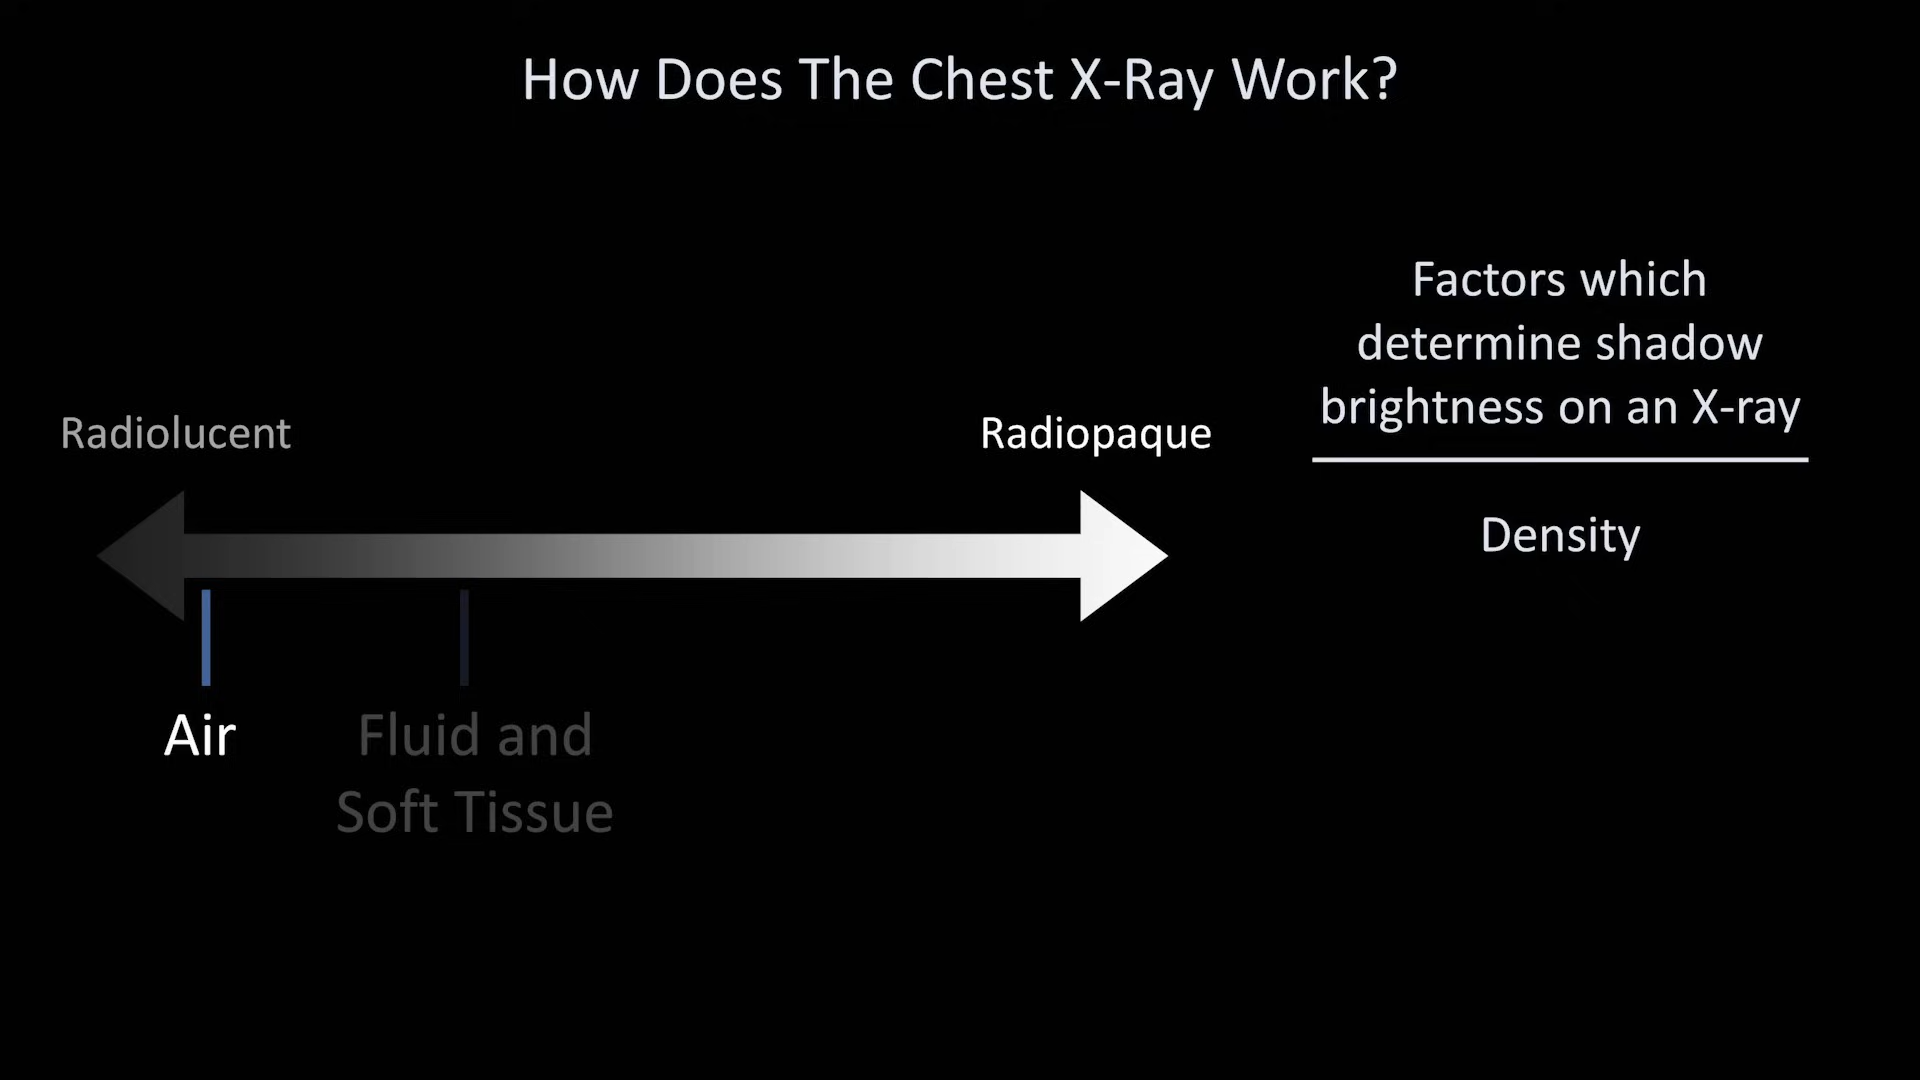 How Does The Chest X-Ray Work?
Factors which
determine shadow
brightness on an X-ray
Density
Radiolucent
Radiopaque
Air
Fluid and
Soft Tissue